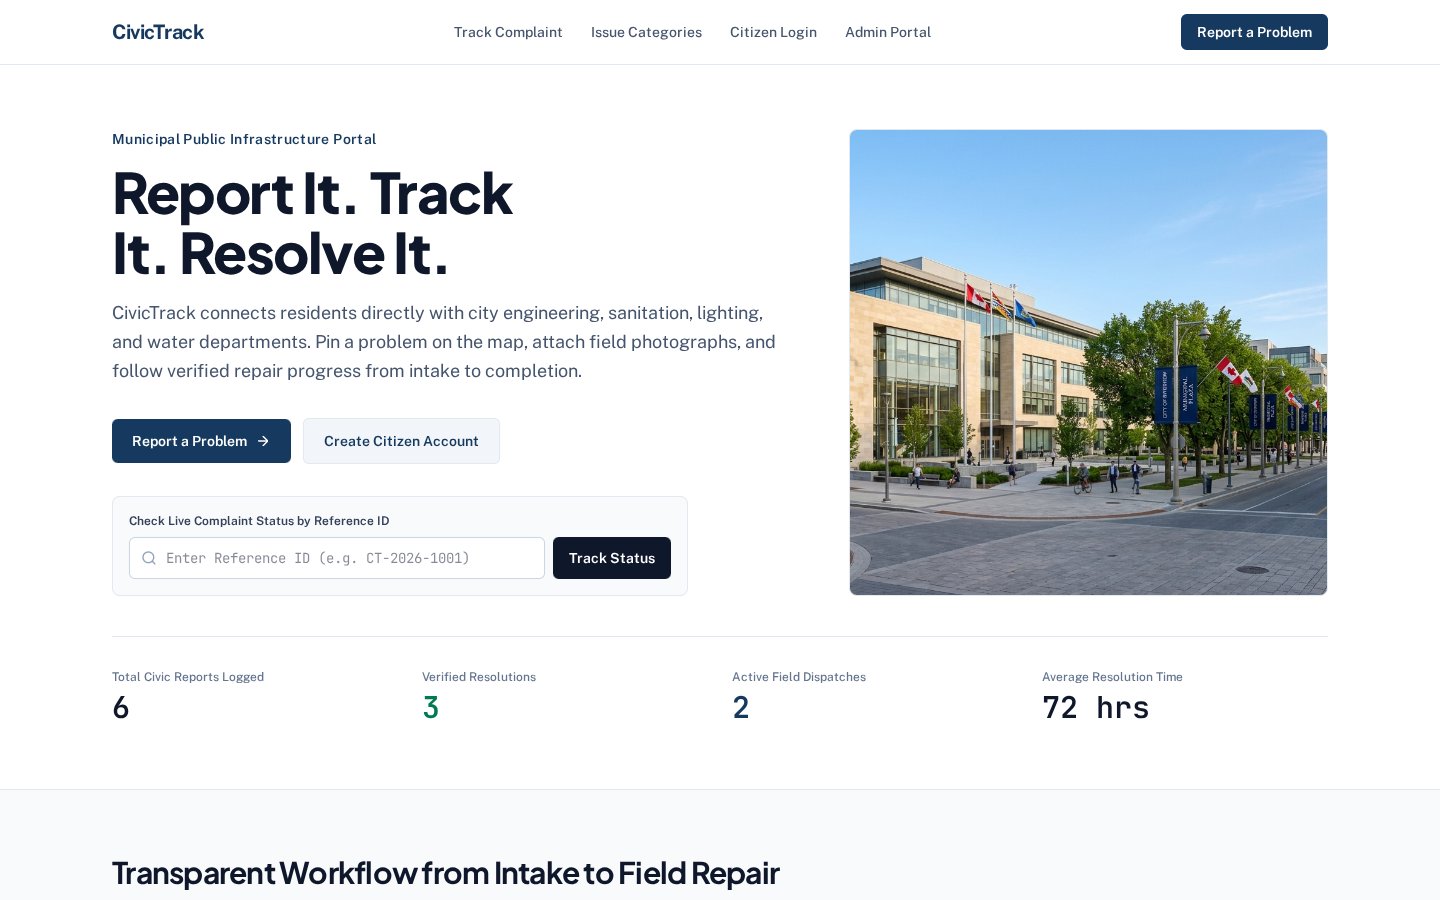 CivicTrack
Track Complaint
Issue Categories
Citizen Login
Admin Portal
Report a Problem
Municipal Public Infrastructure Portal
Report It. Track
It. Resolve It.
CivicTrack connects residents directly with city engineering, sanitation, lighting,
and water departments. Pin a problem on the map, attach field photographs, and
follow verified repair progress from intake to completion.
Report a Problem
Create Citizen Account
Check Live Complaint Status by Reference ID
Enter Reference ID (e.g. CT-2026-1001)
Track Status
MUNICIPAL
PLAZA
Total Civic Reports Logged
6
Verified Resolutions
3
Active Field Dispatches
2
Average Resolution Time
72 hrs
Transparent Workflow from Intake to Field Repair